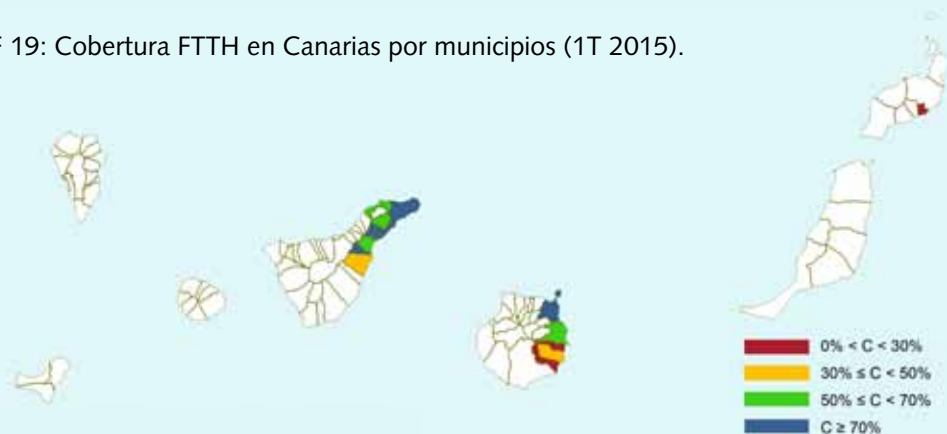 19: Cobertura FTTH en Canarias por municipios (1T 2015).
0% < C < 30%
30% ≤ C < 50%
50% ≤ C < 70%
C ≥ 70%